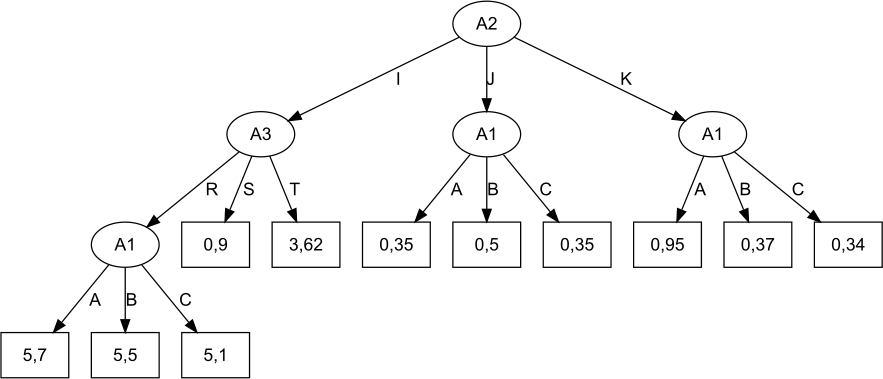 A2
I J K
A3 A1 A1
R S T A B C A B C
A1 0,9 3,62 0,35 0,5 0,35 0,95 0,37 0,34
A B C
5,7 5,5 5,1